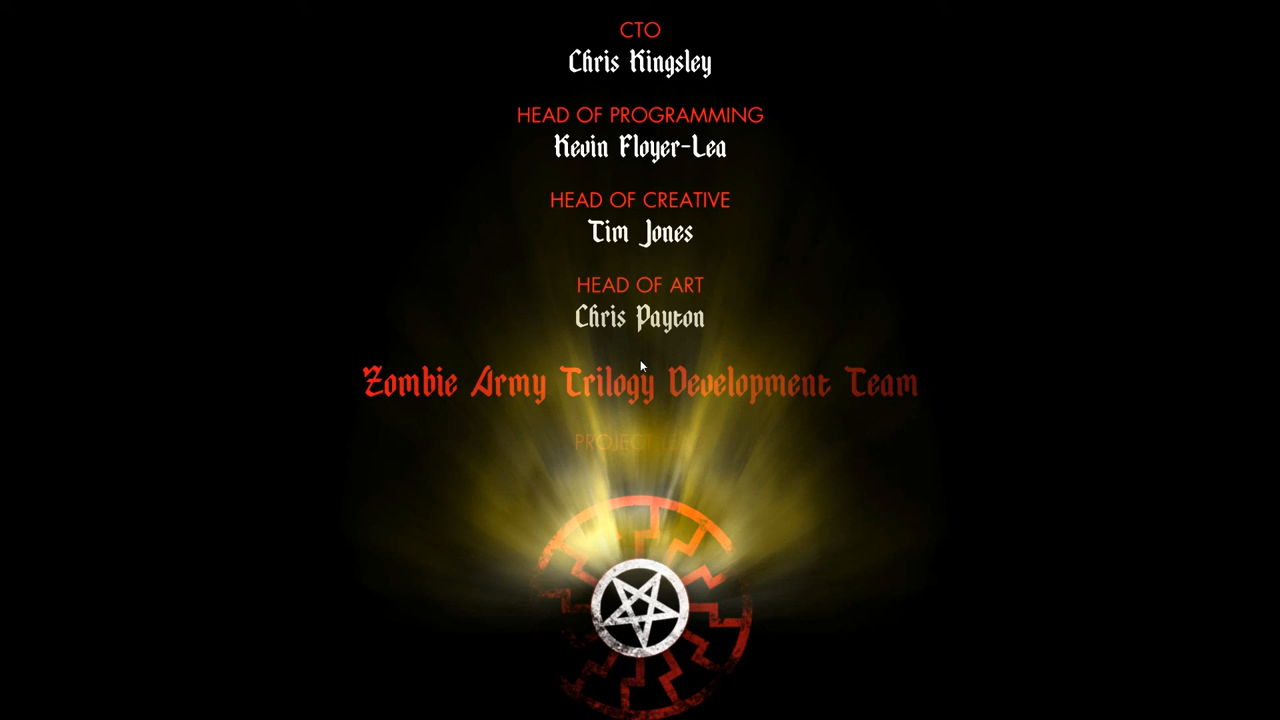 CTO
Chris Kingsley
HEAD OF PROGRAMMING
Kevin Floyer-Lea
HEAD OF CREATIVE
Tim Jones
HEAD OF ART
Chris Payton
Zombie Army Trilogy Development Team
PROJECT